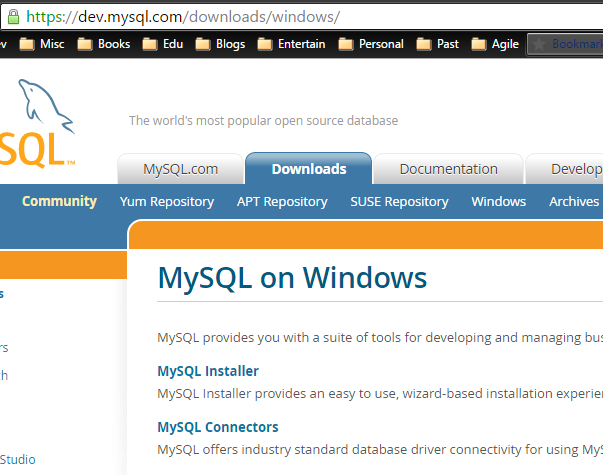 https://dev.mysql.com/downloads/windows/
Misc Books Edu Blogs Entertain Personal Past Agile Bookmark
The world's most popular open source database
SQL™
MySQL.com Downloads Documentation Develop
Community Yum Repository APT Repository SUSE Repository Windows Archives
MySQL on Windows
MySQL provides you with a suite of tools for developing and managing bus
MySQL Installer
MySQL Installer provides an easy to use, wizard-based installation experien
MySQL Connectors
MySQL offers industry standard database driver connectivity for using MyS
Studio